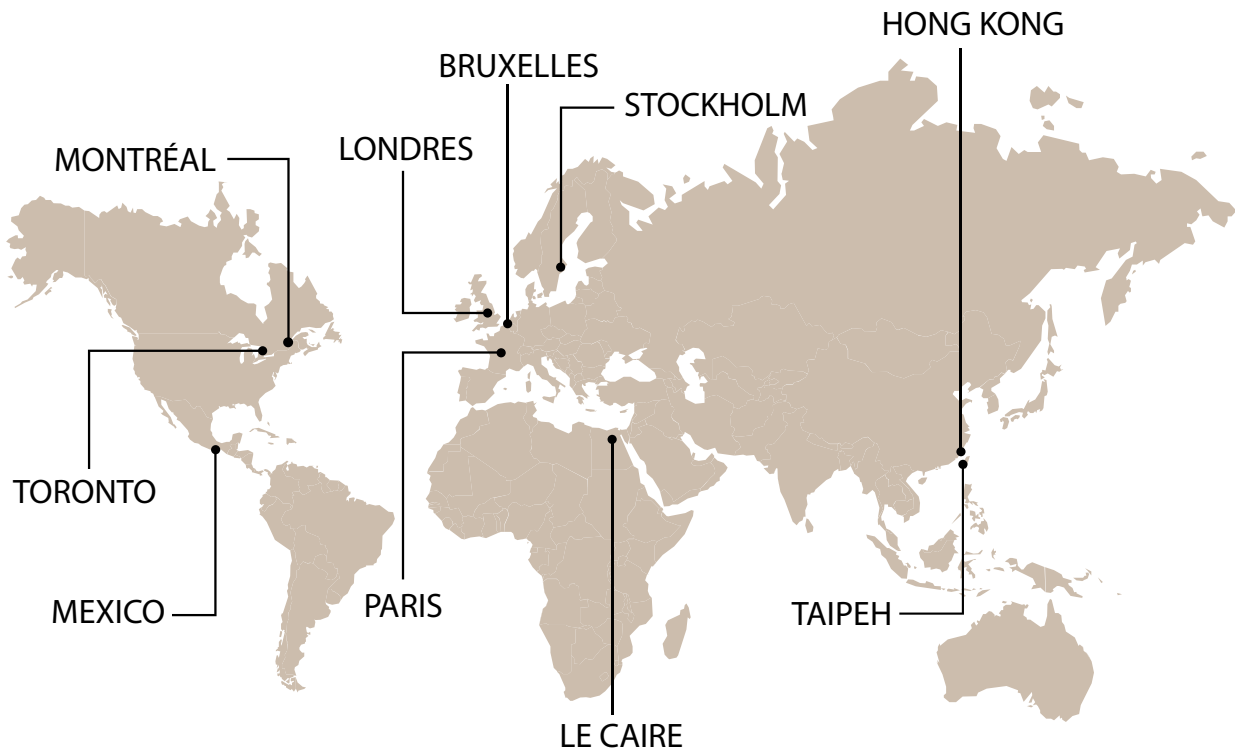 HONG KONG
BRUXELLES
STOCKHOLM
LONDRES
MONTRÉAL
TORONTO
MEXICO
PARIS
TAIPEH
LE CAIRE